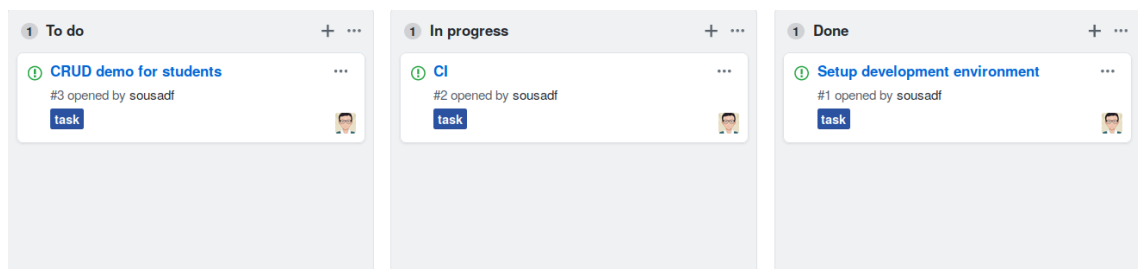 1 To do
CRUD demo for students
#3 opened by sousadf
task
1 In progress
CI
#2 opened by sousadf
task
1 Done
Setup development environment
#1 opened by sousadf
task